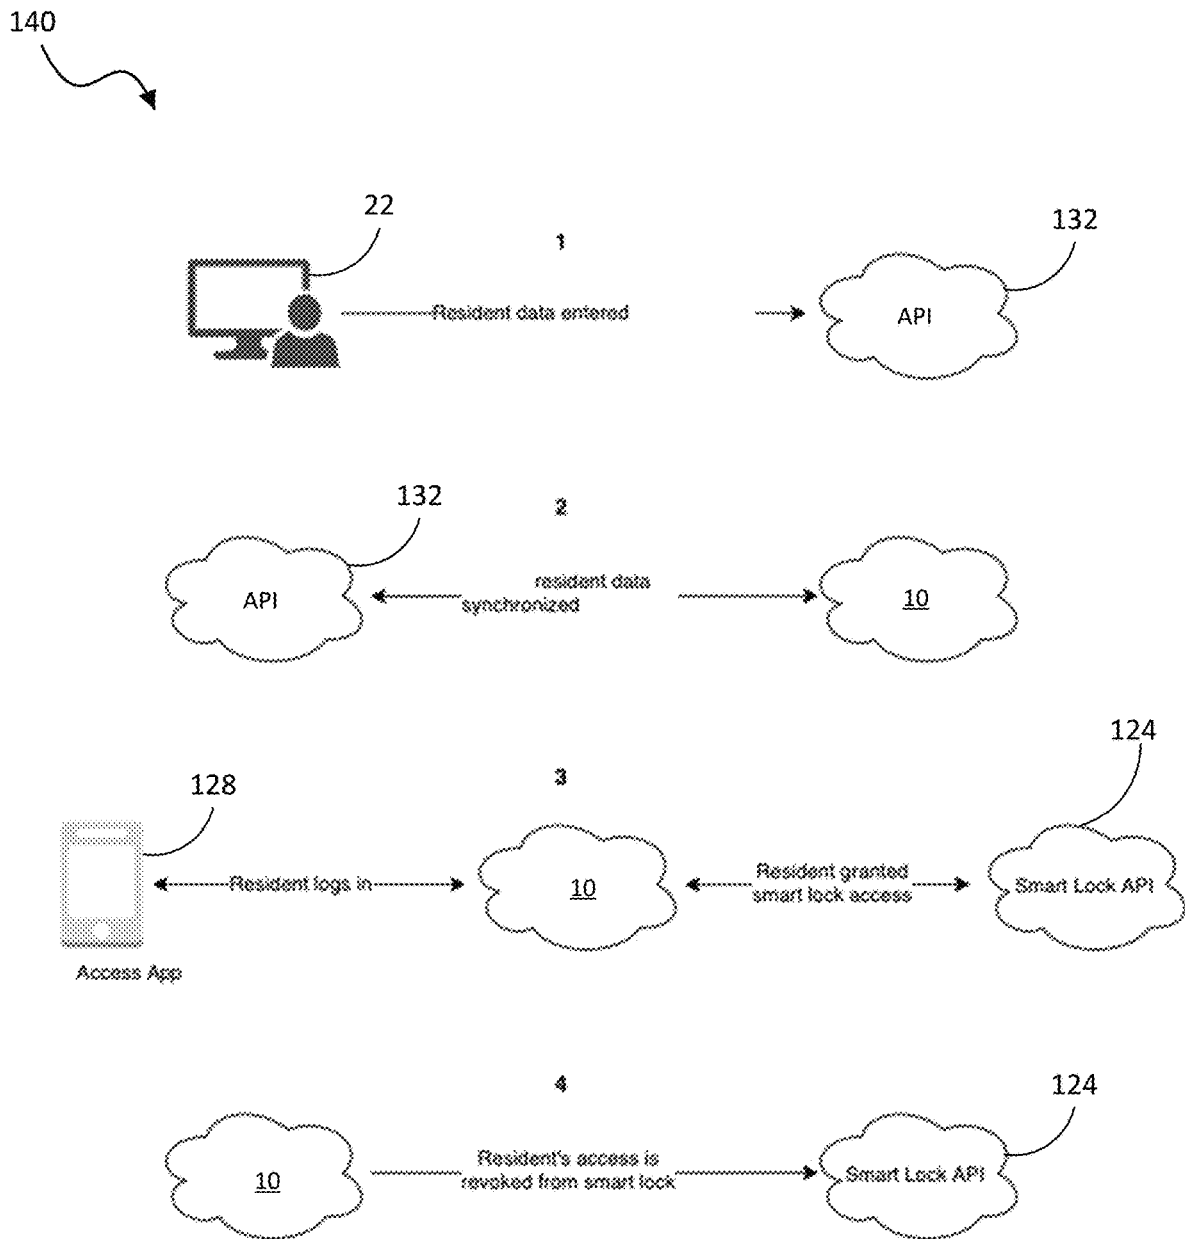 140
22
1
132
Resident data entered
API
132
2
API
resident data
synchronized
10
124
128
3
Resident logs in
10
Resident granted
smart lock access
Smart Lock API
Access App
4
124
10
Resident's access is
revoked from smart lock
Smart Lock API